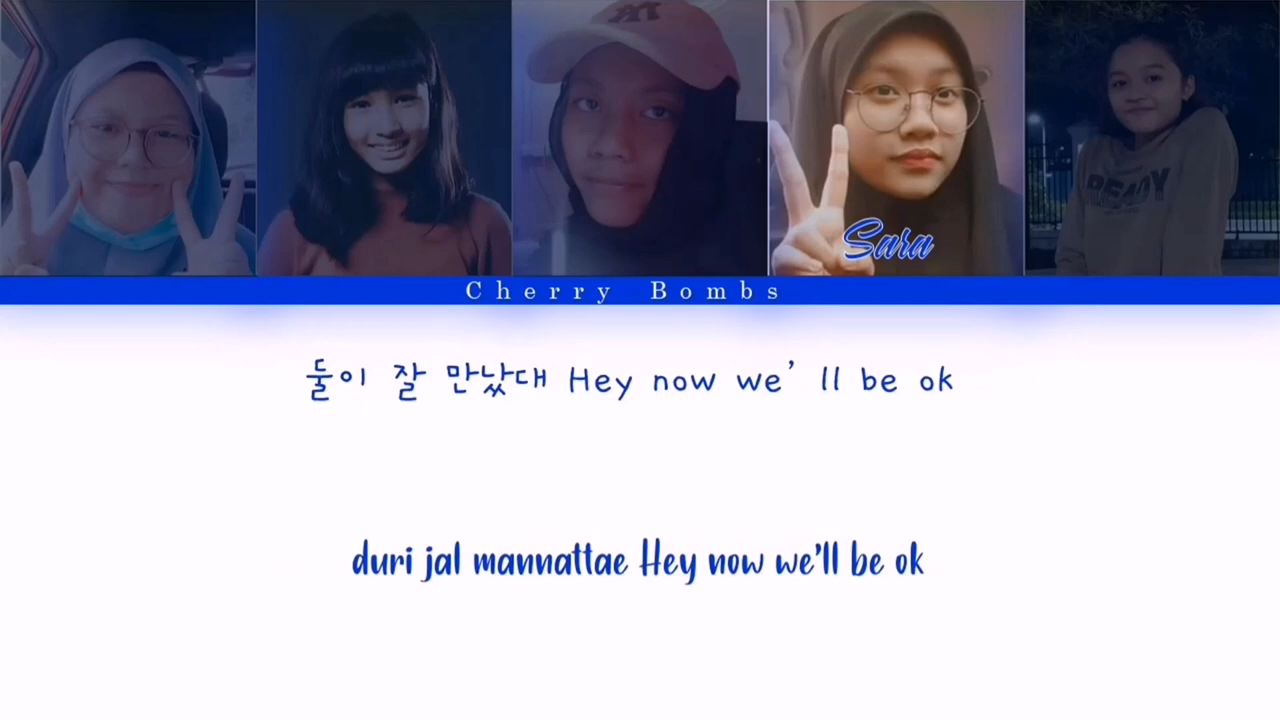 READY
Sara
Cherry Bombs
둘이 잘 만났대 Hey now we' ll be ok
duri jal mannattae Hey now we'll be ok